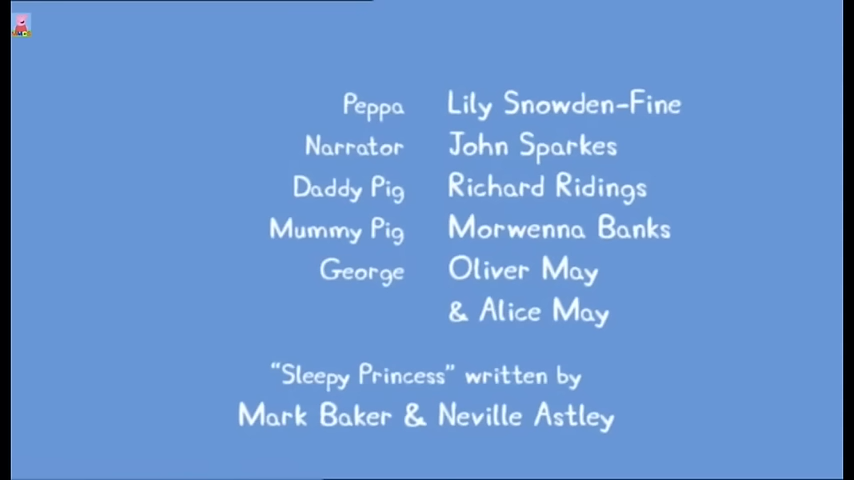 Peppa Lily Snowden-Fine
Narrator John Sparkes
Daddy Pig Richard Ridings
Mummy Pig Morwenna Banks
George Oliver May
& Alice May
“Sleepy Princess” written by
Mark Baker & Neville Astley